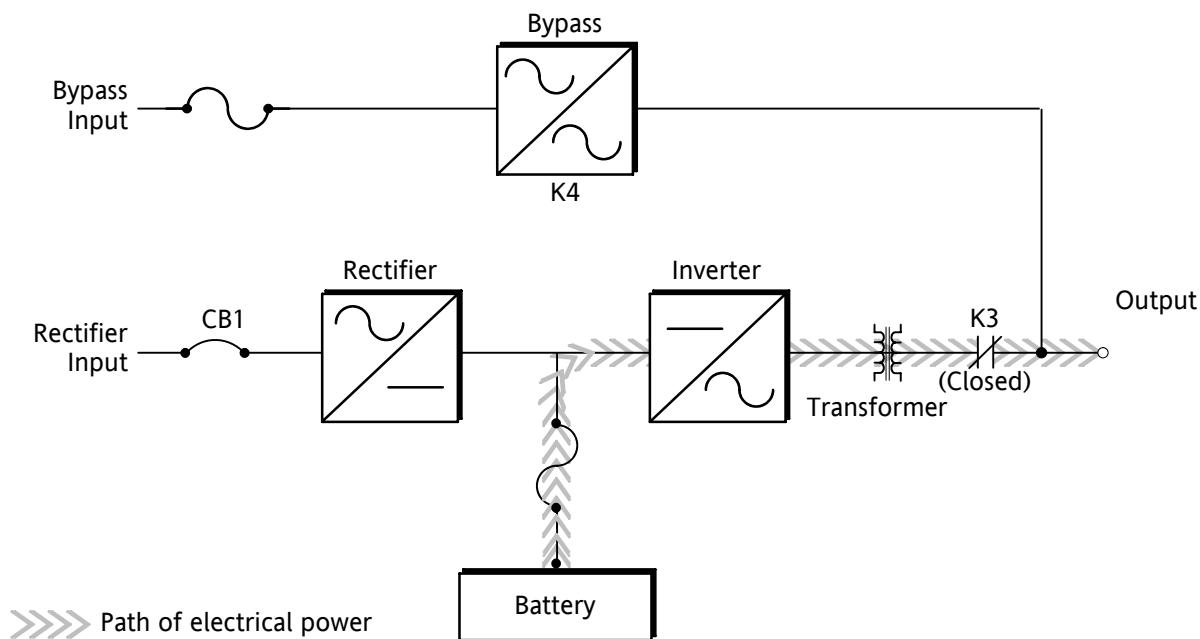 Bypass
Bypass
Input
K4
Rectifier
Inverter
Output
CB1
K3
Rectifier
Input
(Closed)
Transformer
Battery
Path of electrical power